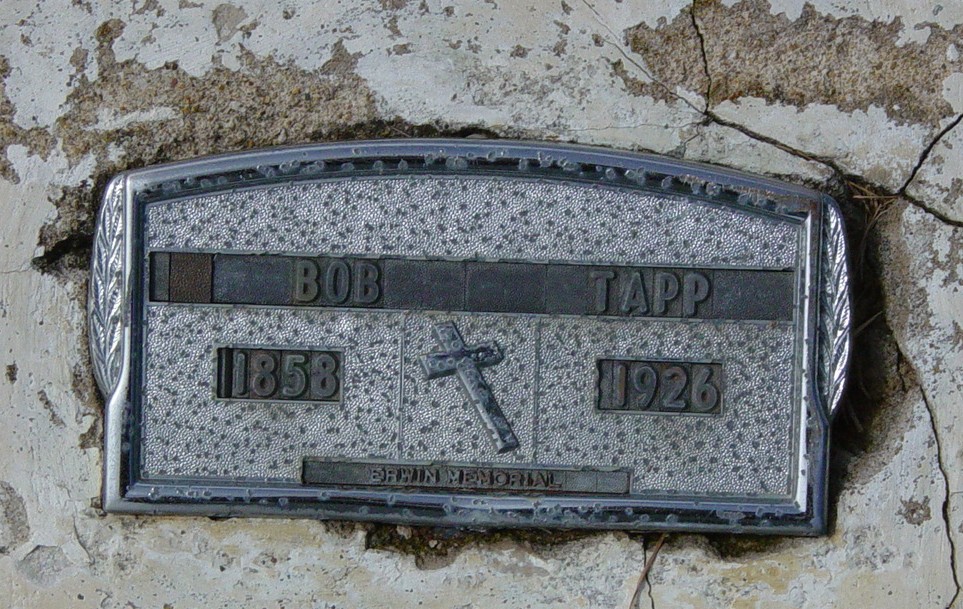 BOB TAPP
1858 1926
ERWIN MEMORIAL